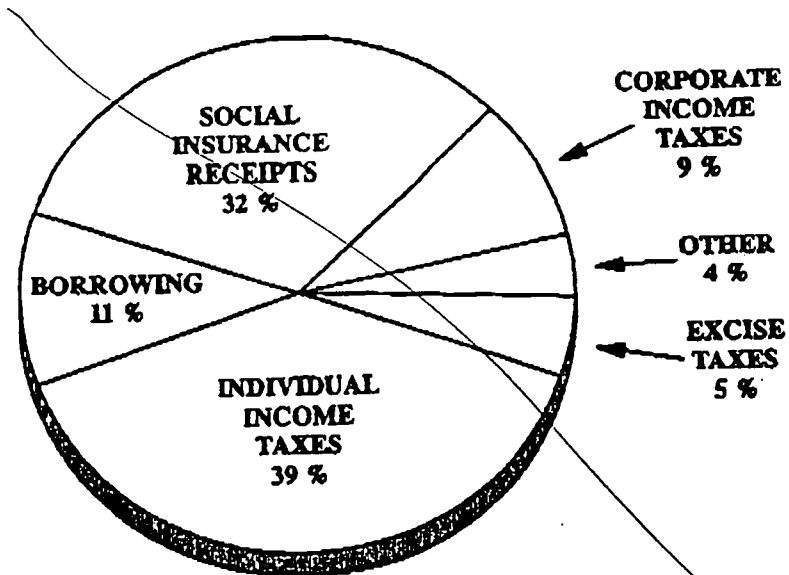 SOCIAL
INSURANCE
RECEIPTS
32 %
CORPORATE
INCOME
TAXES
9 %
OTHER
4 %
BORROWING
11 %
EXCISE
TAXES
5 %
INDIVIDUAL
INCOME
TAXES
39 %